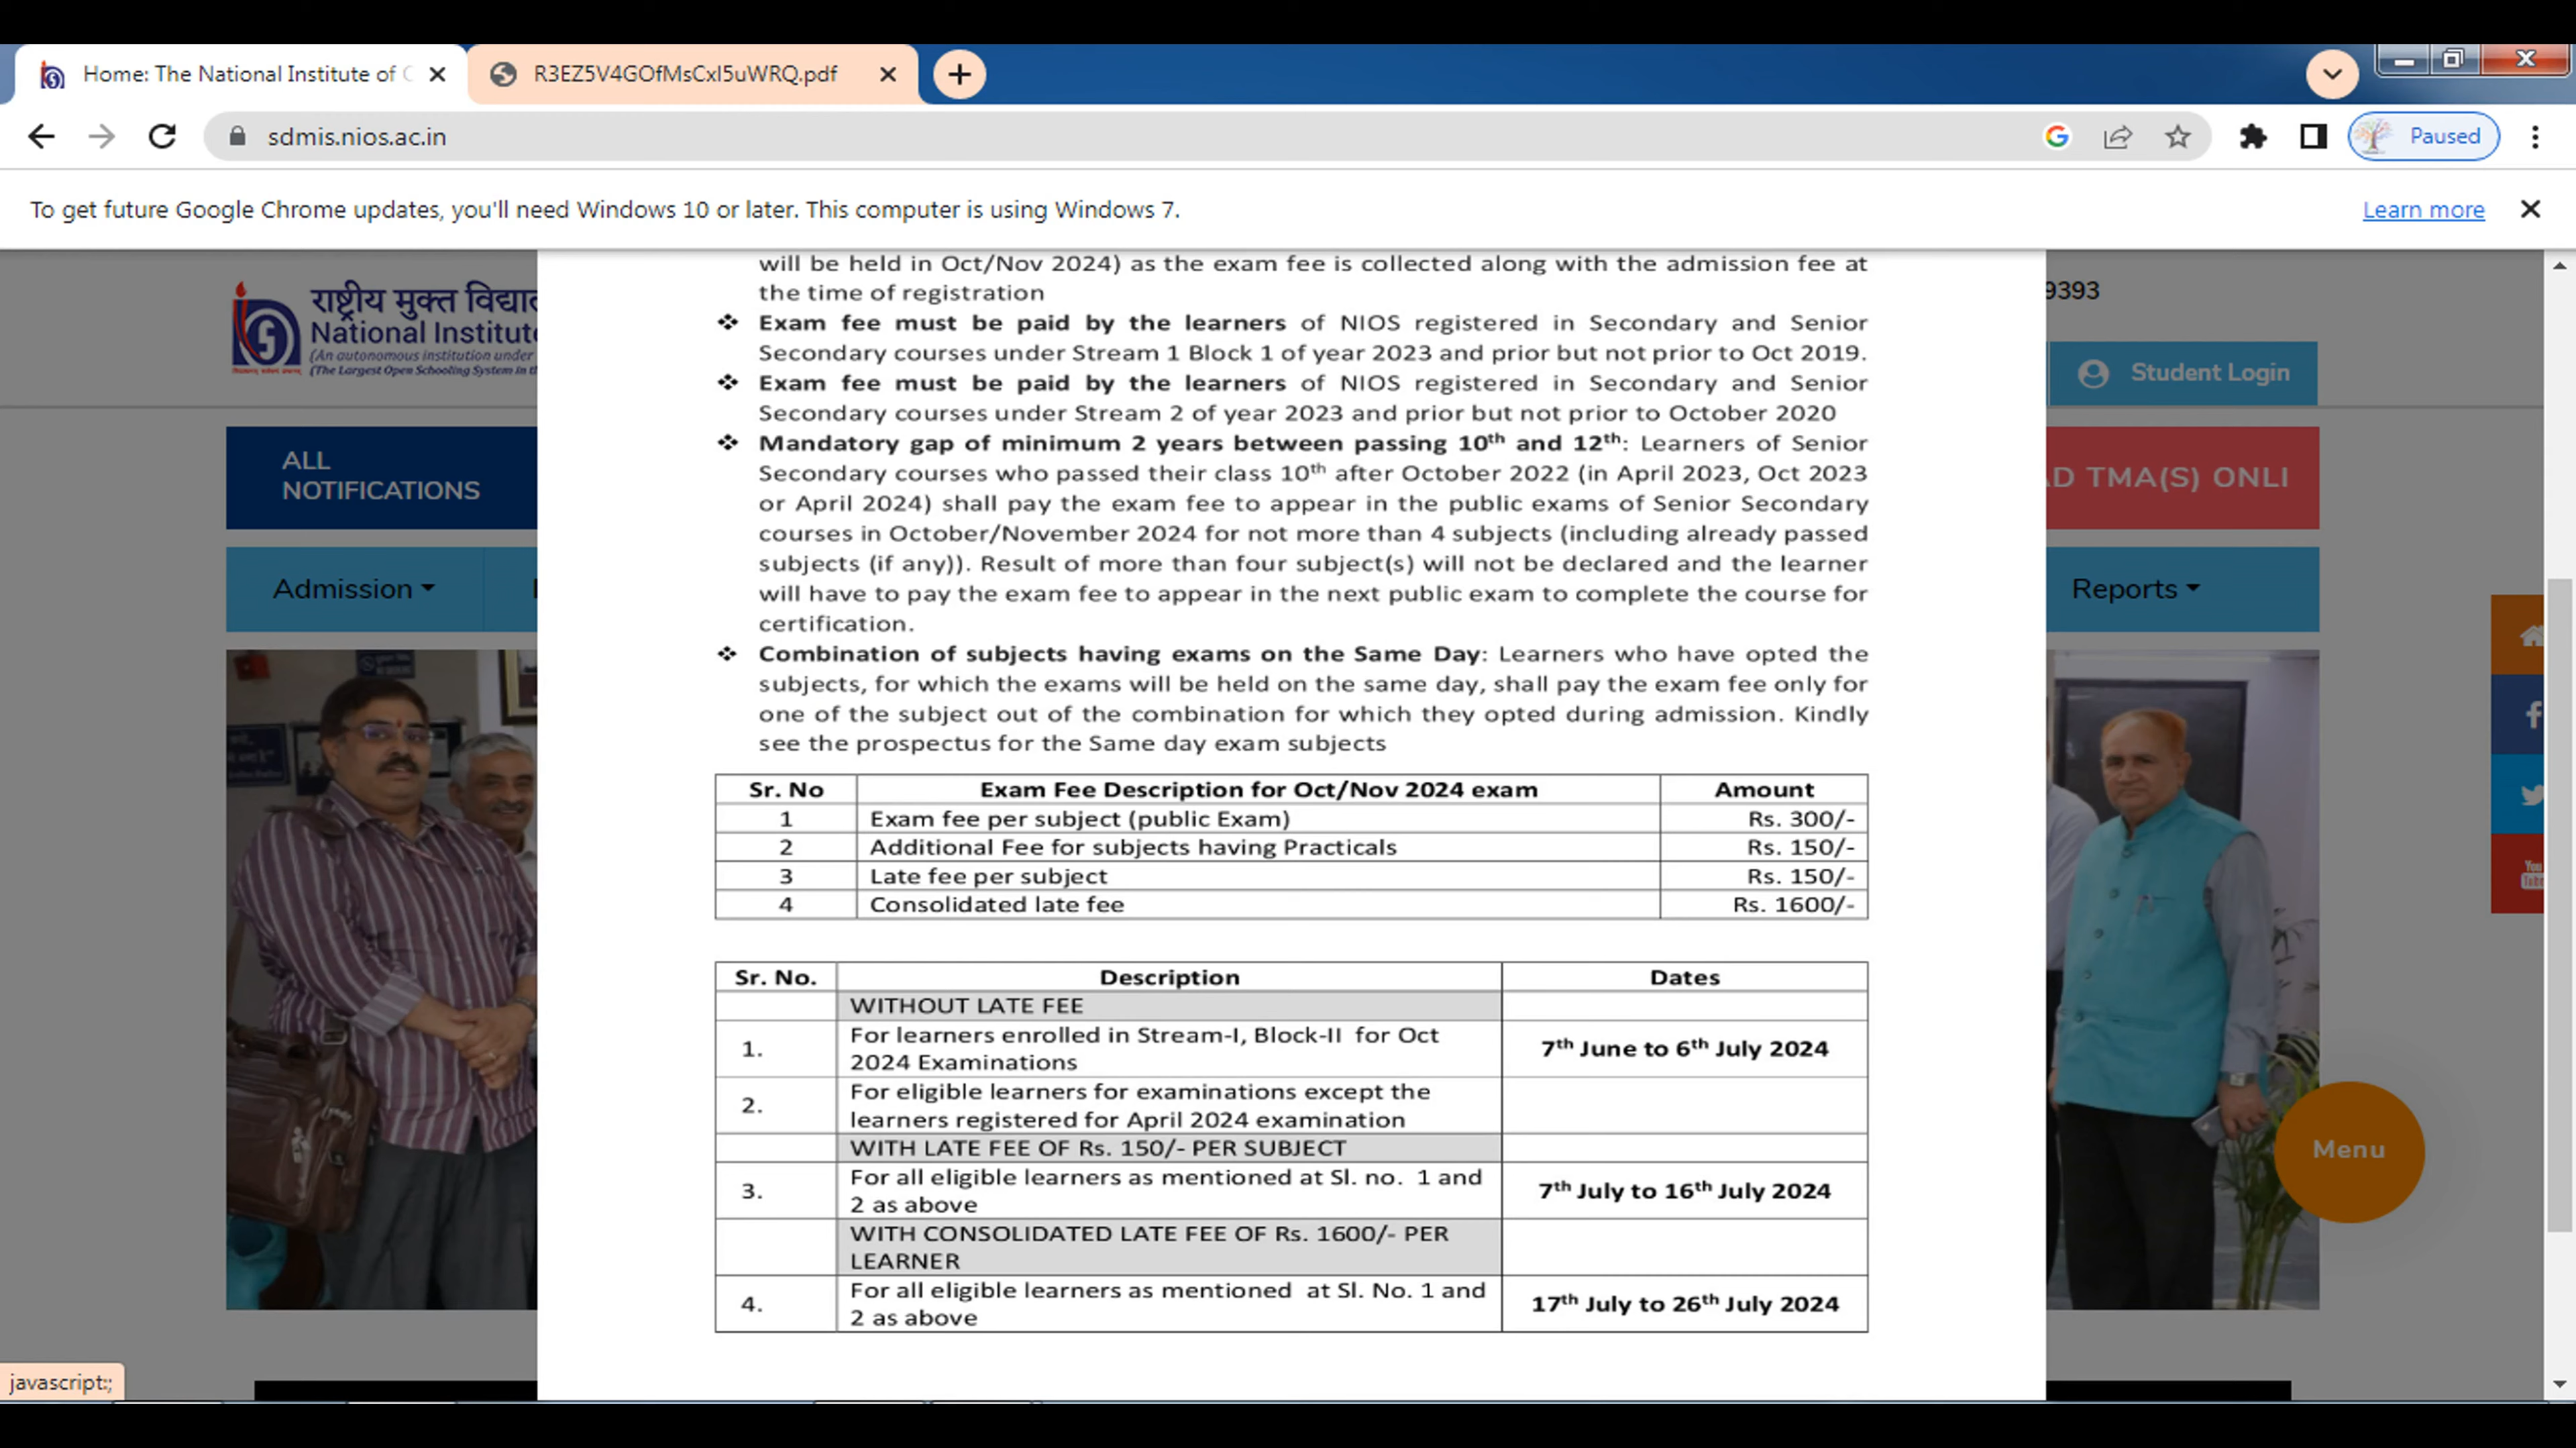 Home: The National Institute of
R3EZ5V4GOfMsCxI5uWRQ.pdf
sdmis.nios.ac.in
Paused
To get future Google Chrome updates, you'll need Windows 10 or later. This computer is using Windows 7.
Learn more
राष्ट्रीय मुक्त
National Institut
(An autonomous institution under
(The Largest Open Schooling System in
9393
Student Login
ALL
NOTIFICATIONS
AD TMA(S) ONLI
Admission
Reports
will be held in Oct/Nov 2024) as the exam fee is collected along with the admission fee at
the time of registration
❖ Exam fee must be paid by the learners of NIOS registered in Secondary and Senior
Secondary courses under Stream 1 Block 1 of year 2023 and prior but not prior to Oct 2019.
❖ Exam fee must be paid by the learners of NIOS registered in Secondary and Senior
Secondary courses under Stream 2 of year 2023 and prior but not prior to October 2020
❖ Mandatory gap of minimum 2 years between passing 10th and 12th: Learners of Senior
Secondary courses who passed their class 10th after October 2022 (in April 2023, Oct 2023
or April 2024) shall pay the exam fee to appear in the public exams of Senior Secondary
courses in October/November 2024 for not more than 4 subjects (including already passed
subjects (if any)). Result of more than four subject(s) will not be declared and the learner
will have to pay the exam fee to appear in the next public exam to complete the course for
certification.
❖ Combination of subjects having exams on the Same Day: Learners who have opted the
subjects, for which the exams will be held on the same day, shall pay the exam fee only for
one of the subject out of the combination for which they opted during admission. Kindly
see the prospectus for the Same day exam subjects
Sr. No Exam Fee Description for Oct/Nov 2024 exam Amount
1 Exam fee per subject (public Exam) Rs. 300/-
2 Additional Fee for subjects having Practicals Rs. 150/-
3 Late fee per subject Rs. 150/-
4 Consolidated late fee Rs. 1600/-
Sr. No. Description Dates
WITHOUT LATE FEE
1. For learners enrolled in Stream-I, Block-II for Oct
2024 Examinations 7th June to 6th July 2024
2. For eligible learners for examinations except the
learners registered for April 2024 examination
WITH LATE FEE OF Rs. 150/- PER SUBJECT
3. For all eligible learners as mentioned at Sl. no. 1 and
2 as above 7th July to 16th July 2024
WITH CONSOLIDATED LATE FEE OF Rs. 1600/- PER
LEARNER
4. For all eligible learners as mentioned at Sl. No. 1 and
2 as above 17th July to 26th July 2024
Menu
You
javascript:;